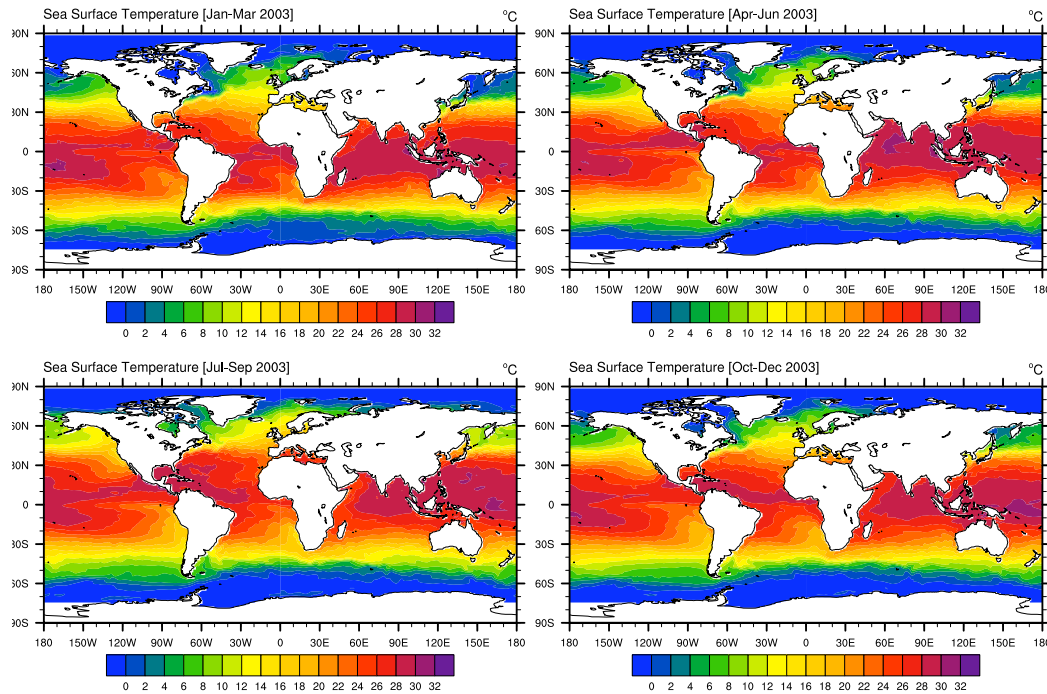 Sea Surface Temperature [Jan-Mar 2003] °C
90N
60N
30N
0
30S
60S
90S
180 150W 120W 90W 60W 30W 0 30E 60E 90E 120E 150E 180
0 2 4 6 8 10 12 14 16 18 20 22 24 26 28 30 32
Sea Surface Temperature [Apr-Jun 2003] °C
90N
60N
30N
0
30S
60S
90S
180 150W 120W 90W 60W 30W 0 30E 60E 90E 120E 150E 180
0 2 4 6 8 10 12 14 16 18 20 22 24 26 28 30 32
Sea Surface Temperature [Jul-Sep 2003] °C
90N
60N
30N
0
30S
60S
90S
180 150W 120W 90W 60W 30W 0 30E 60E 90E 120E 150E 180
0 2 4 6 8 10 12 14 16 18 20 22 24 26 28 30 32
Sea Surface Temperature [Oct-Dec 2003] °C
90N
60N
30N
0
30S
60S
90S
180 150W 120W 90W 60W 30W 0 30E 60E 90E 120E 150E 180
0 2 4 6 8 10 12 14 16 18 20 22 24 26 28 30 32